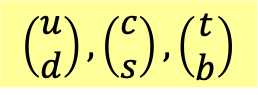 (u d), (c s), (t b)